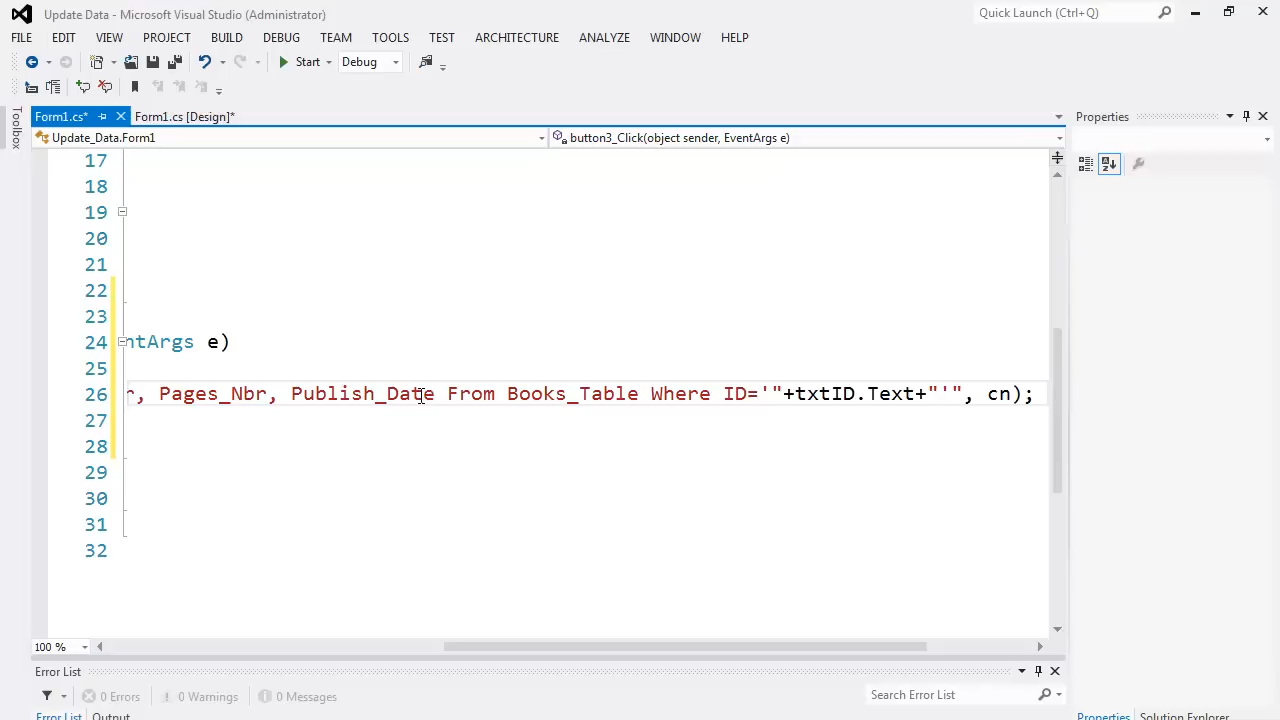 Update Data - Microsoft Visual Studio (Administrator)
Quick Launch (Ctrl+Q)
FILE EDIT VIEW PROJECT BUILD DEBUG TEAM TOOLS TEST ARCHITECTURE ANALYZE WINDOW HELP
Start Debug
Form1.cs* Form1.cs [Design]*
Properties
Update_Data.Form1
button3_Click(object sender, EventArgs e)
Toolbox
17
18
19
20
21
22
23
24 ntArgs e)
25
26 r, Pages_Nbr, Publish_Date From Books_Table Where ID='"+txtID.Text+"'", cn);
27
28
29
30
31
32
100 %
Error List
0 Errors 0 Warnings 0 Messages
Search Error List
Error List Output
Properties Solution Explorer